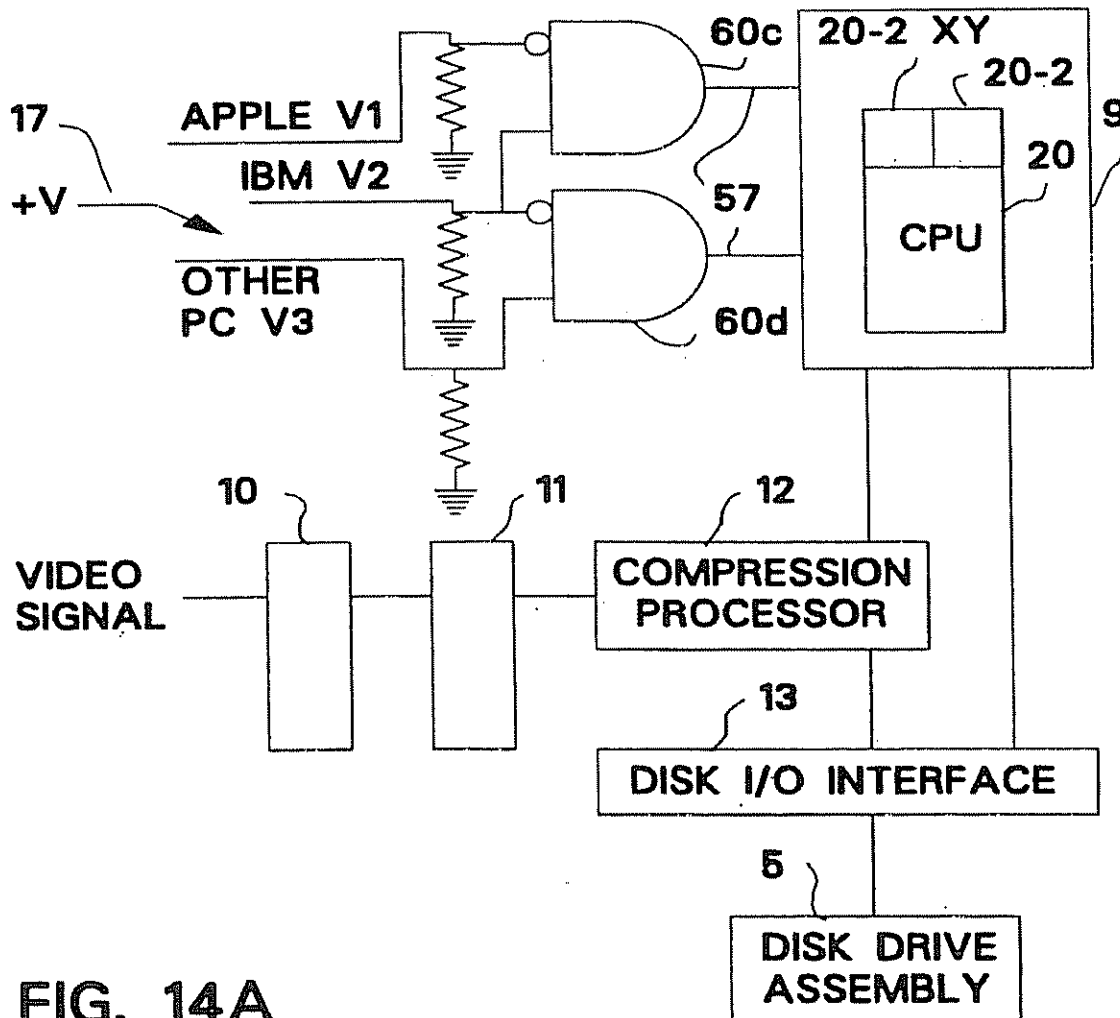 60c
20-2 XY
20-2
17
APPLE V1
9
20
IBM V2
+V
57
CPU
OTHER
PC V3
60d
10
11
12
VIDEO
SIGNAL
COMPRESSION
PROCESSOR
13
DISK I/O INTERFACE
5
DISK DRIVE
ASSEMBLY
FIG. 14A